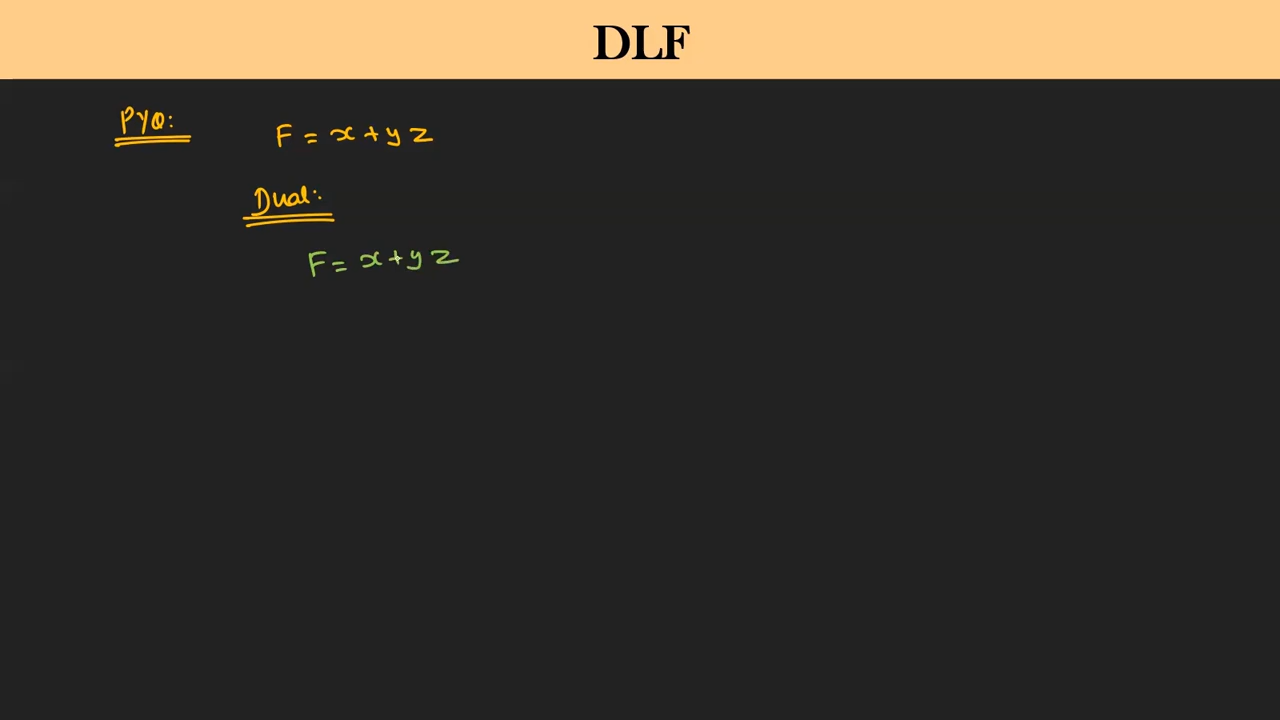 DLF
PYQ:
F = x + y z
Dual:
F = x + y z